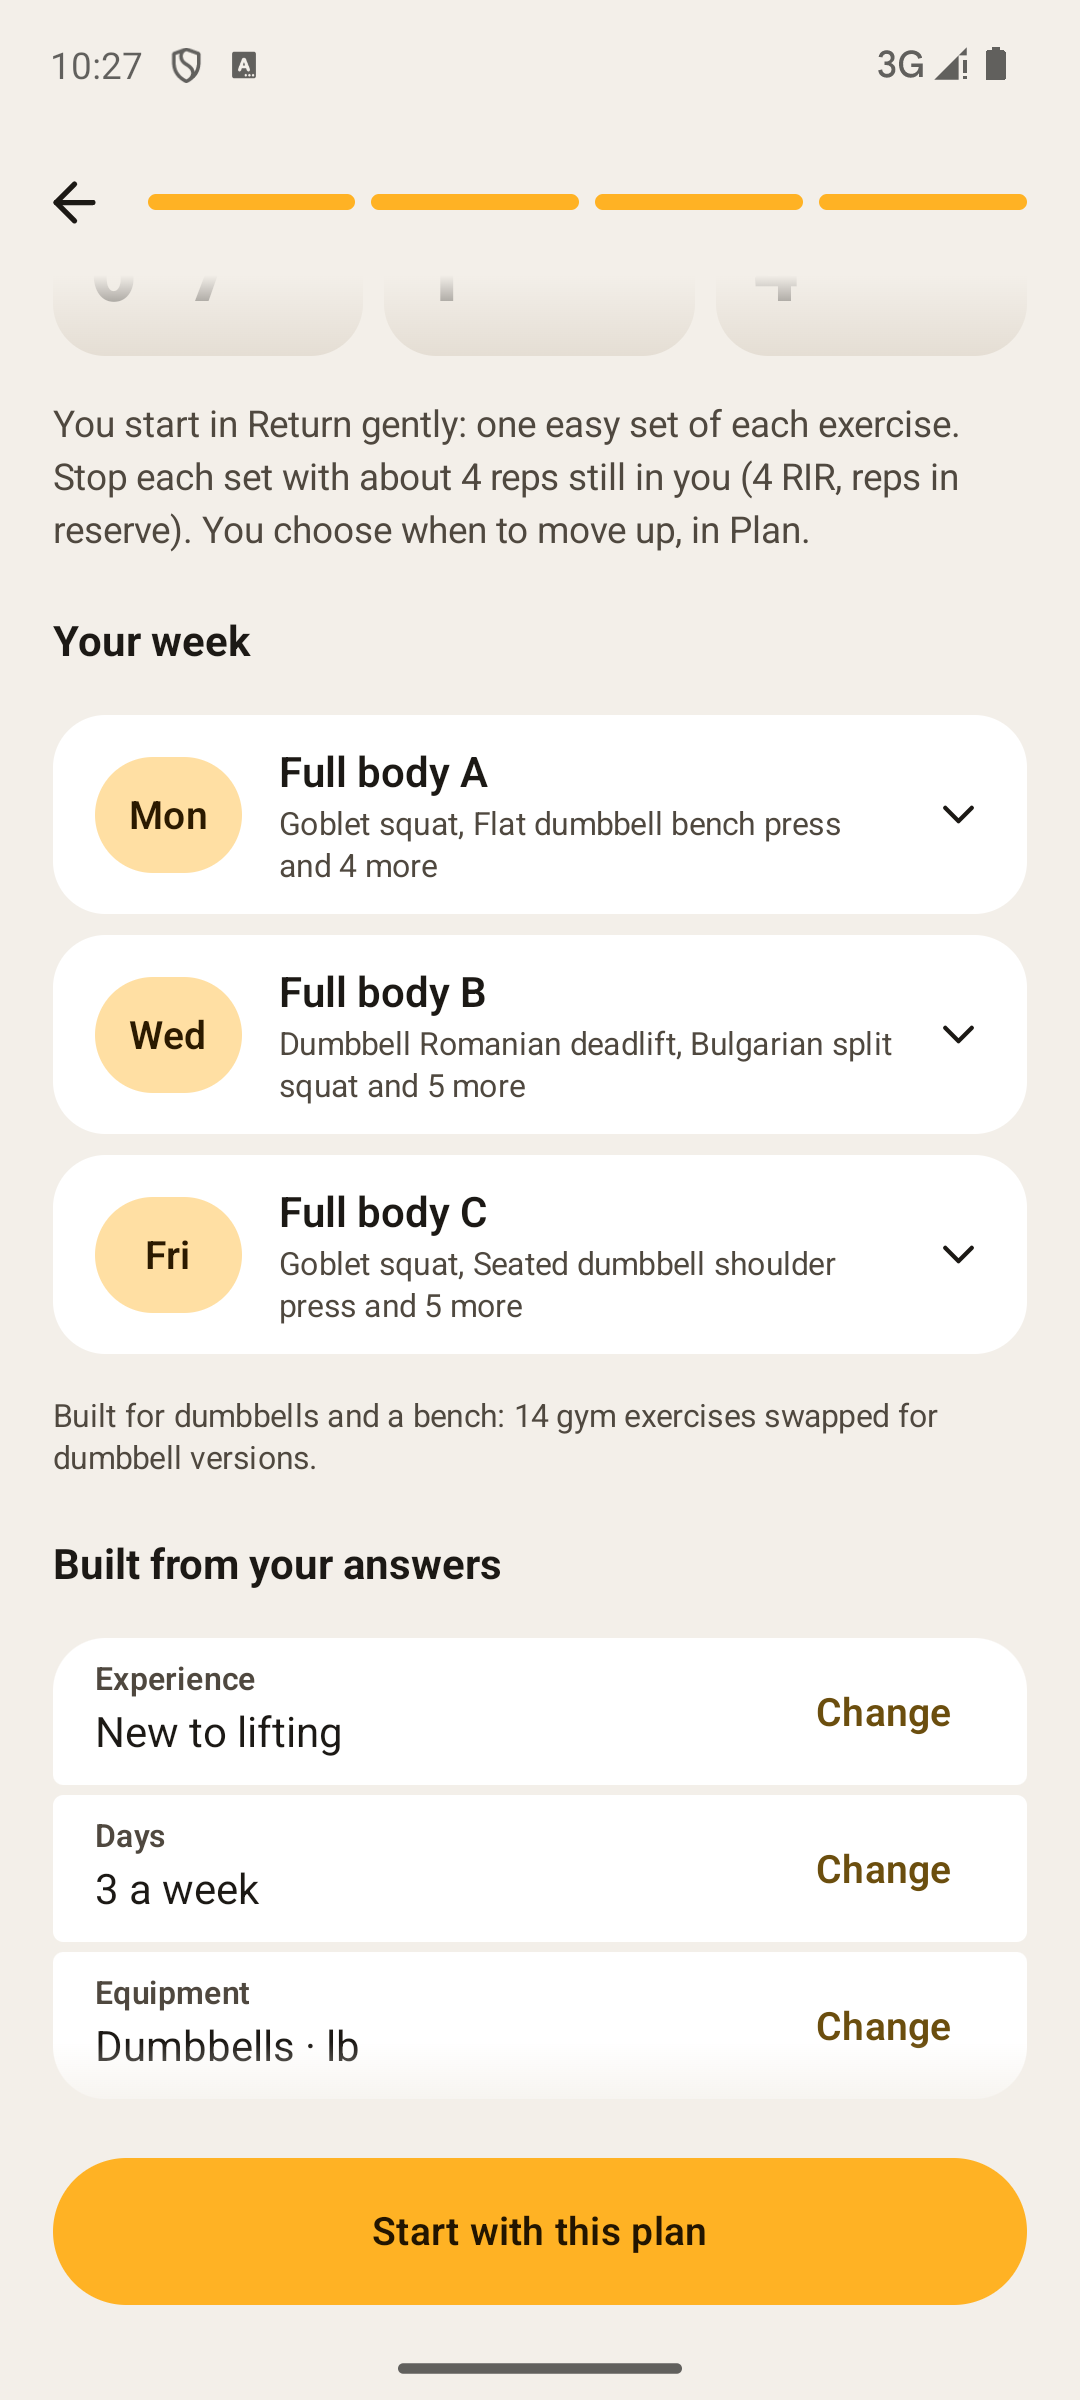 10:27
3G
You start in Return gently: one easy set of each exercise.
Stop each set with about 4 reps still in you (4 RIR, reps in
reserve). You choose when to move up, in Plan.
Your week
Mon
Full body A
Goblet squat, Flat dumbbell bench press
and 4 more
Wed
Full body B
Dumbbell Romanian deadlift, Bulgarian split
squat and 5 more
Fri
Full body C
Goblet squat, Seated dumbbell shoulder
press and 5 more
Built for dumbbells and a bench: 14 gym exercises swapped for
dumbbell versions.
Built from your answers
Experience
New to lifting
Change
Days
3 a week
Change
Equipment
Dumbbells · lb
Change
Start with this plan